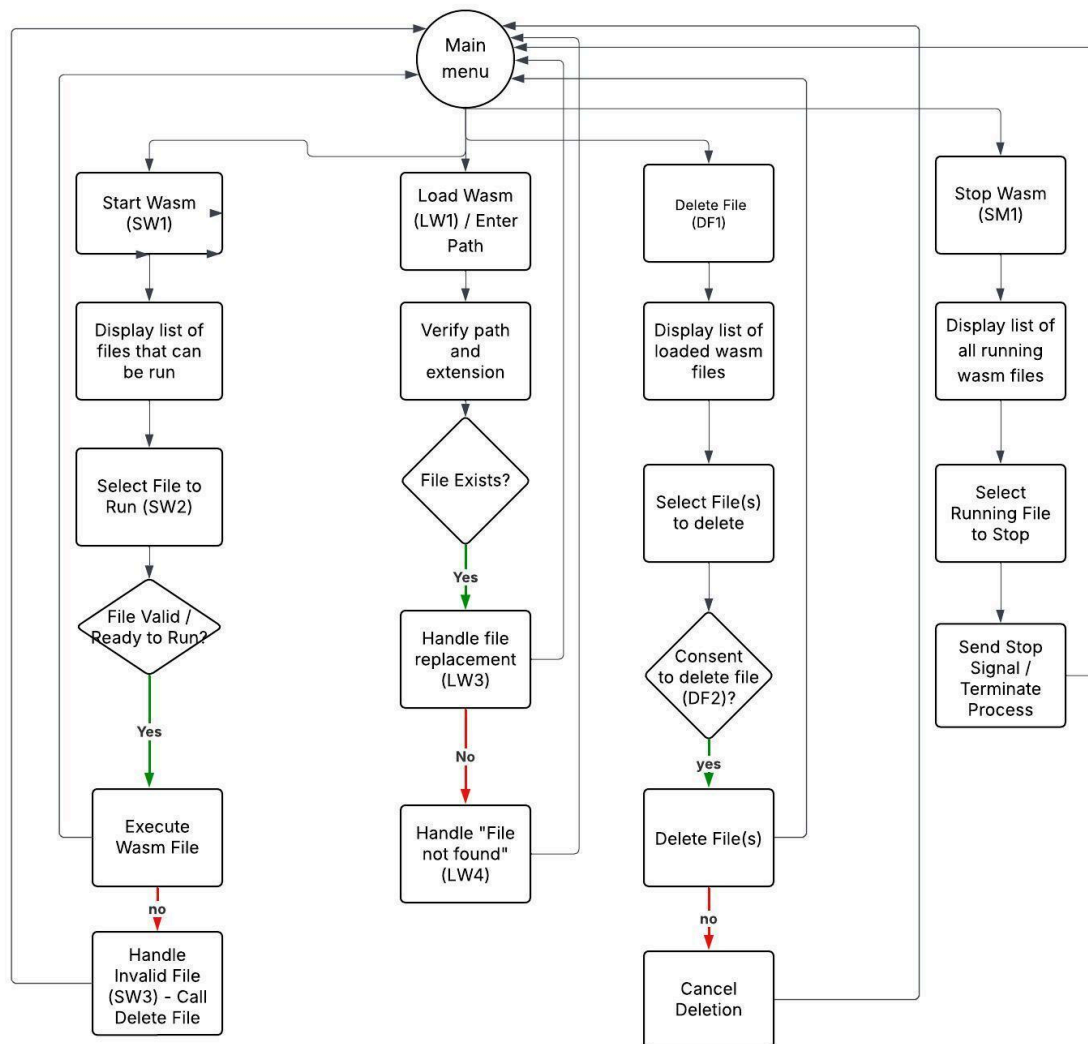 Main
menu
Start Wasm
(SW1)
Display list of
files that can
be run
Select File to
Run (SW2)
File Valid /
Ready to Run?
Yes
Execute
Wasm File
no
Handle
Invalid File
(SW3) - Call
Delete File
Load Wasm
(LW1) / Enter
Path
Verify path
and
extension
File Exists?
Yes
Handle file
replacement
(LW3)
No
Handle "File
not found"
(LW4)
Delete File
(DF1)
Display list of
loaded wasm
files
Select File(s)
to delete
Consent
to delete file
(DF2)?
yes
Delete File(s)
no
Cancel
Deletion
Stop Wasm
(SM1)
Display list of
all running
wasm files
Select
Running File
to Stop
Send Stop
Signal /
Terminate
Process